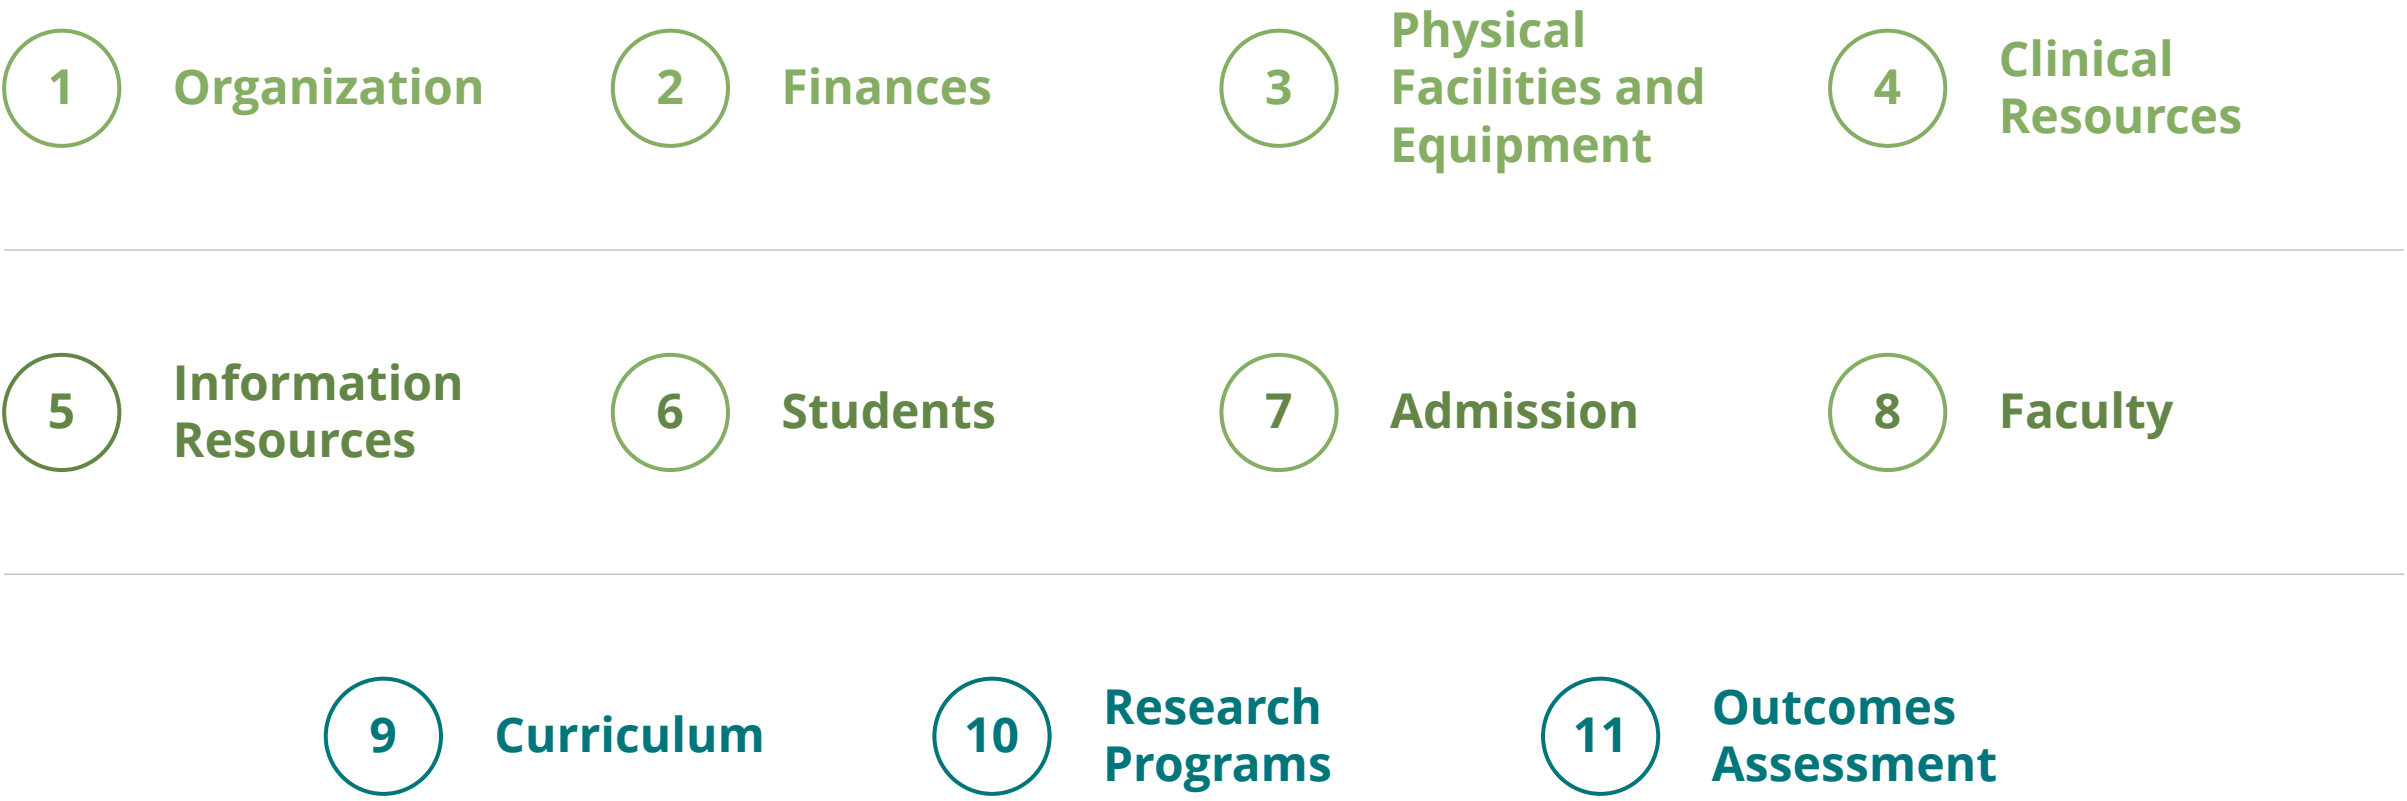 1
Organization
2
Finances
3
Physical
Facilities and
Equipment
4
Clinical
Resources
5
Information
Resources
6
Students
7
Admission
8
Faculty
9
Curriculum
10
Research
Programs
11
Outcomes
Assessment